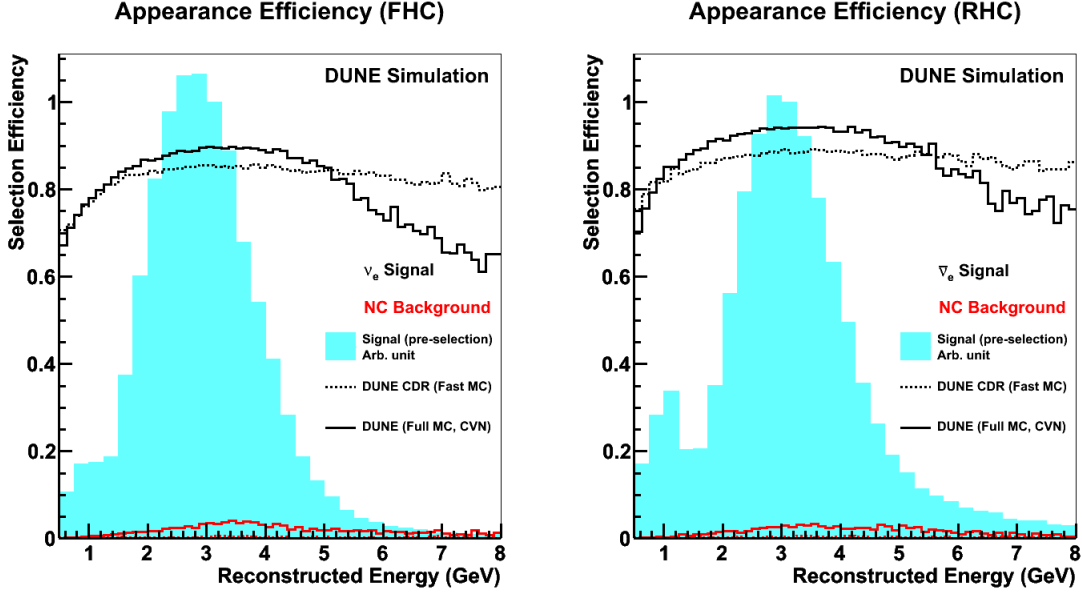 Appearance Efficiency (FHC)
Selection Efficiency
1
0.8
0.6
0.4
0.2
0
DUNE Simulation
νe Signal
NC Background
Signal (pre-selection)
Arb. unit
DUNE CDR (Fast MC)
DUNE (Full MC, CVN)
1 2 3 4 5 6 7 8
Reconstructed Energy (GeV)
Appearance Efficiency (RHC)
Selection Efficiency
1
0.8
0.6
0.4
0.2
0
DUNE Simulation
ν̅e Signal
NC Background
Signal (pre-selection)
Arb. unit
DUNE CDR (Fast MC)
DUNE (Full MC, CVN)
1 2 3 4 5 6 7 8
Reconstructed Energy (GeV)